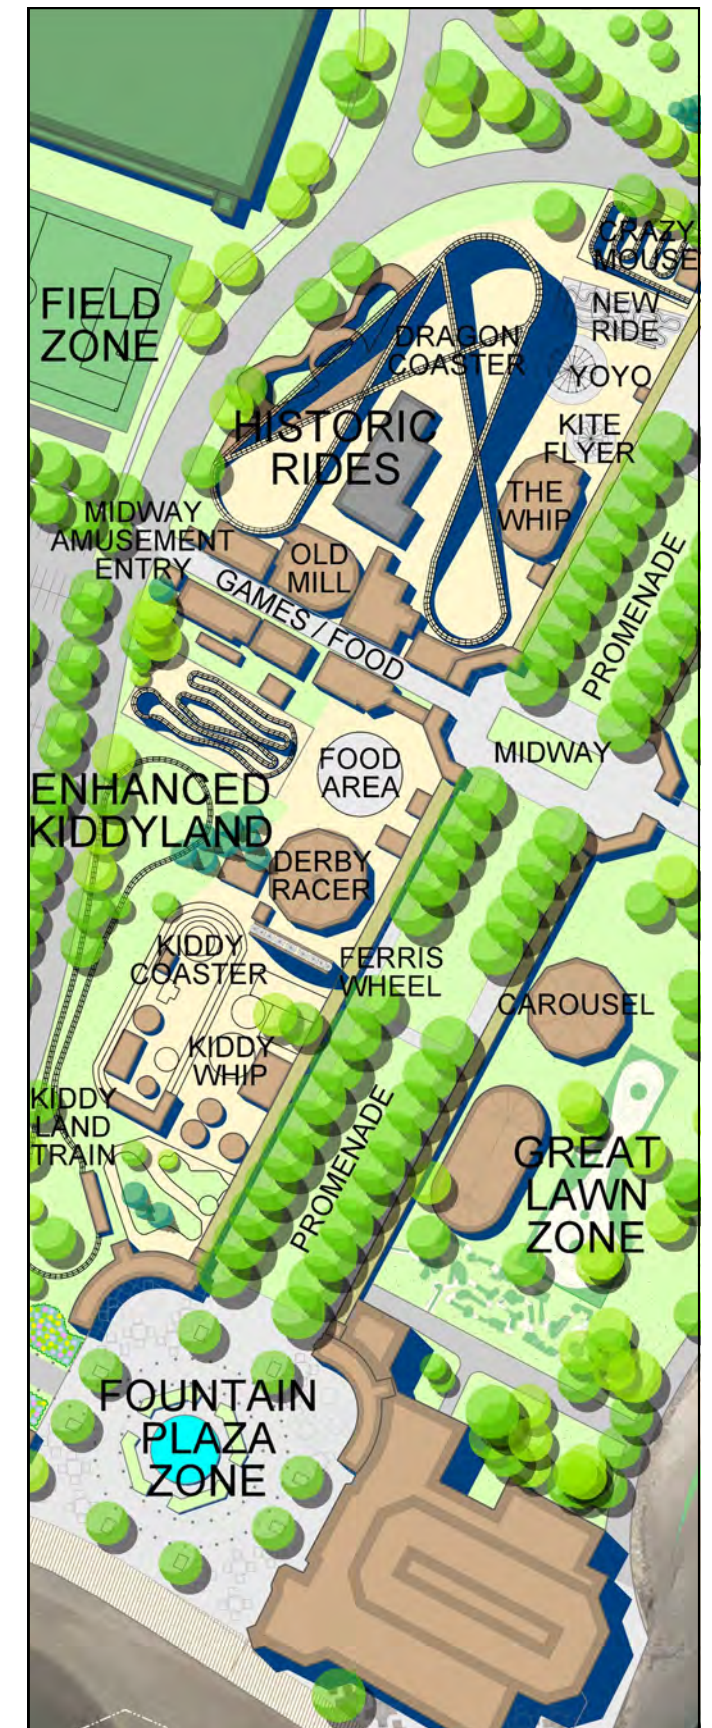 CRAZY
MOUSE
FIELD
ZONE
NEW
RIDE
DRAGON
COASTER
YOYO
HISTORIC
RIDES
KITE
FLYER
THE
WHIP
MIDWAY
AMUSEMENT
ENTRY
OLD
MILL
GAMES / FOOD
PROMENADE
MIDWAY
FOOD
AREA
ENHANCED
KIDDYLAND
DERBY
RACER
KIDDY
COASTER
FERRIS
WHEEL
CAROUSEL
KIDDY
WHIP
KIDDY
LAND
TRAIN
PROMENADE
GREAT
LAWN
ZONE
FOUNTAIN
PLAZA
ZONE